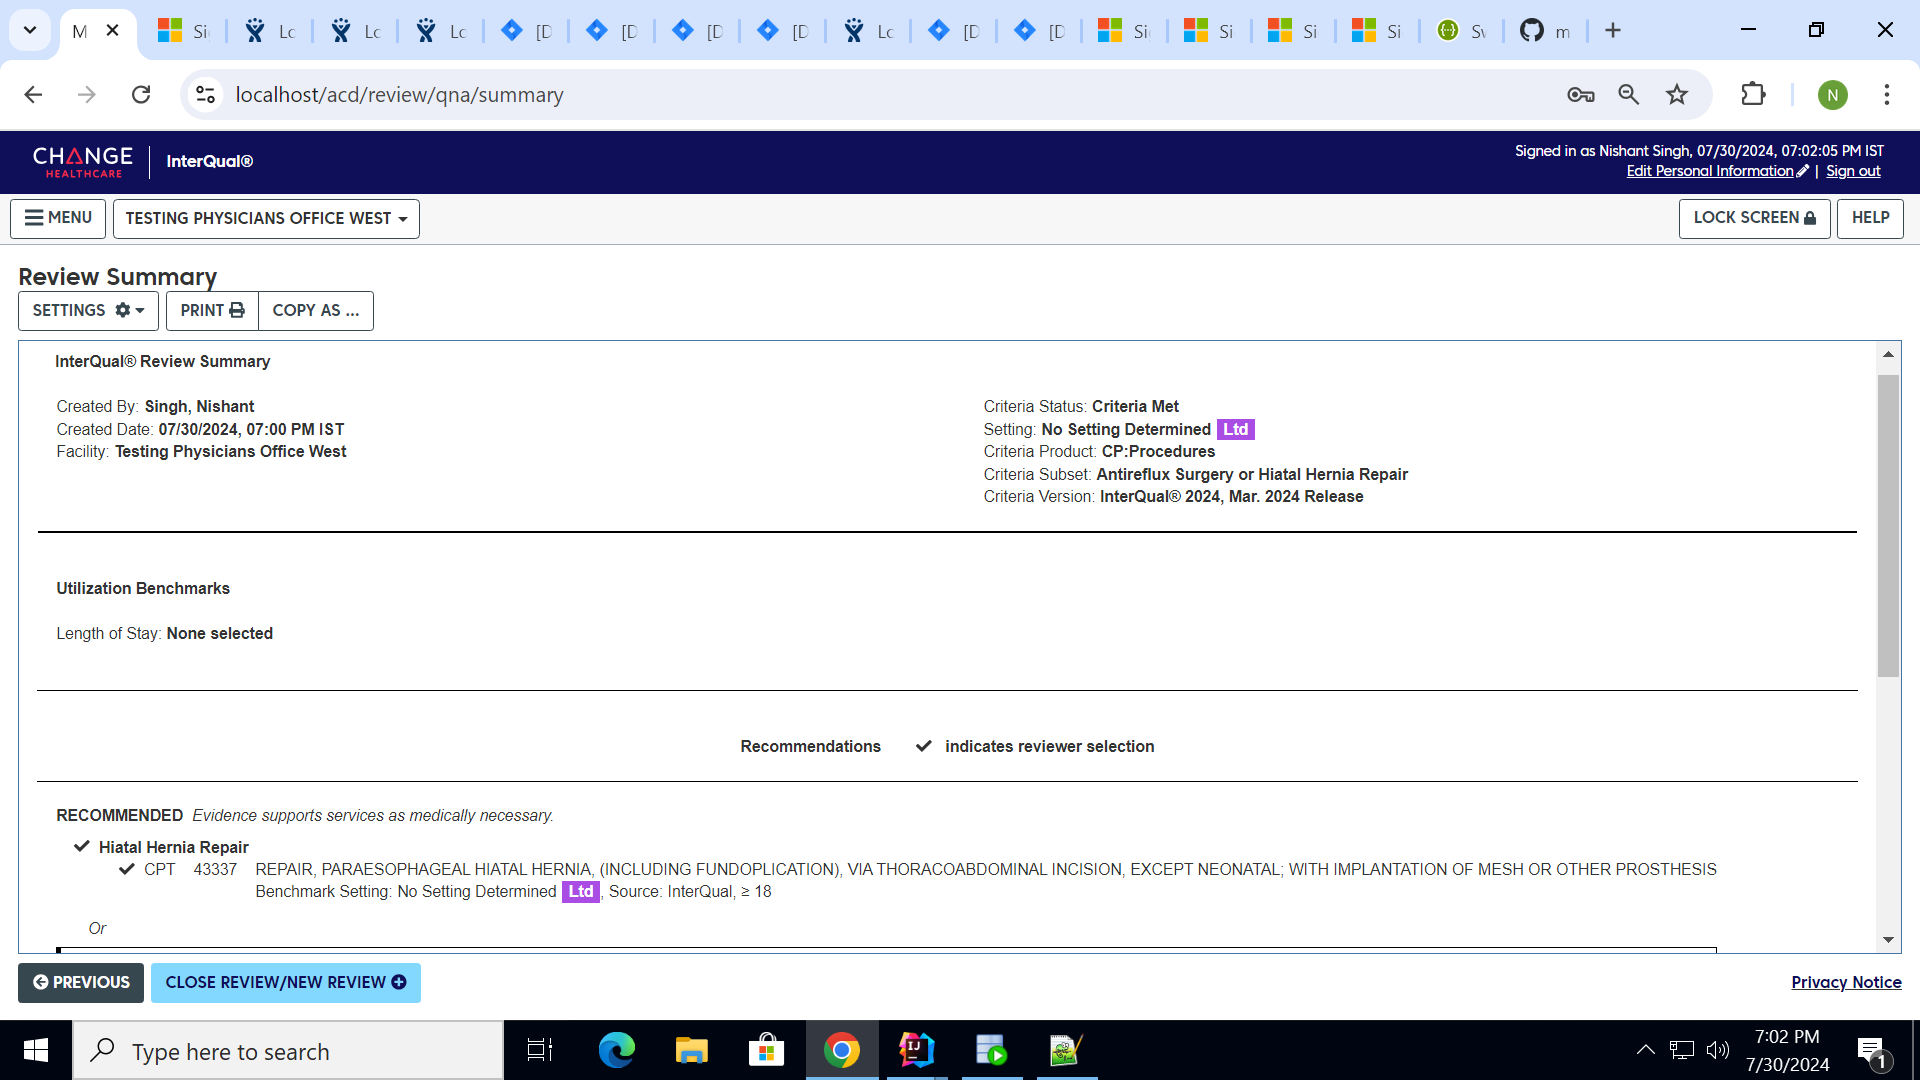 M
Si
Lo
Lo
Lo
[D
[D
[D
[D
Lo
[D
[D
Sig
Si
Si
Si
Sw
m
localhost/acd/review/qna/summary
N
CHANGE
HEALTHCARE
InterQual®
Signed in as Nishant Singh, 07/30/2024, 07:02:05 PM IST
Edit Personal Information | Sign out
MENU
TESTING PHYSICIANS OFFICE WEST
LOCK SCREEN
HELP
Review Summary
SETTINGS
PRINT
COPY AS ...
InterQual® Review Summary
Created By: Singh, Nishant
Created Date: 07/30/2024, 07:00 PM IST
Facility: Testing Physicians Office West
Criteria Status: Criteria Met
Setting: No Setting Determined Ltd
Criteria Product: CP:Procedures
Criteria Subset: Antireflux Surgery or Hiatal Hernia Repair
Criteria Version: InterQual® 2024, Mar. 2024 Release
Utilization Benchmarks
Length of Stay: None selected
Recommendations ✓ indicates reviewer selection
RECOMMENDED Evidence supports services as medically necessary.
✓ Hiatal Hernia Repair
✓ CPT 43337 REPAIR, PARAESOPHAGEAL HIATAL HERNIA, (INCLUDING FUNDOPLICATION), VIA THORACOABDOMINAL INCISION, EXCEPT NEONATAL; WITH IMPLANTATION OF MESH OR OTHER PROSTHESIS
Benchmark Setting: No Setting Determined Ltd, Source: InterQual, ≥ 18
Or
PREVIOUS
CLOSE REVIEW/NEW REVIEW
Privacy Notice
Type here to search
IJ
7:02 PM
7/30/2024
1